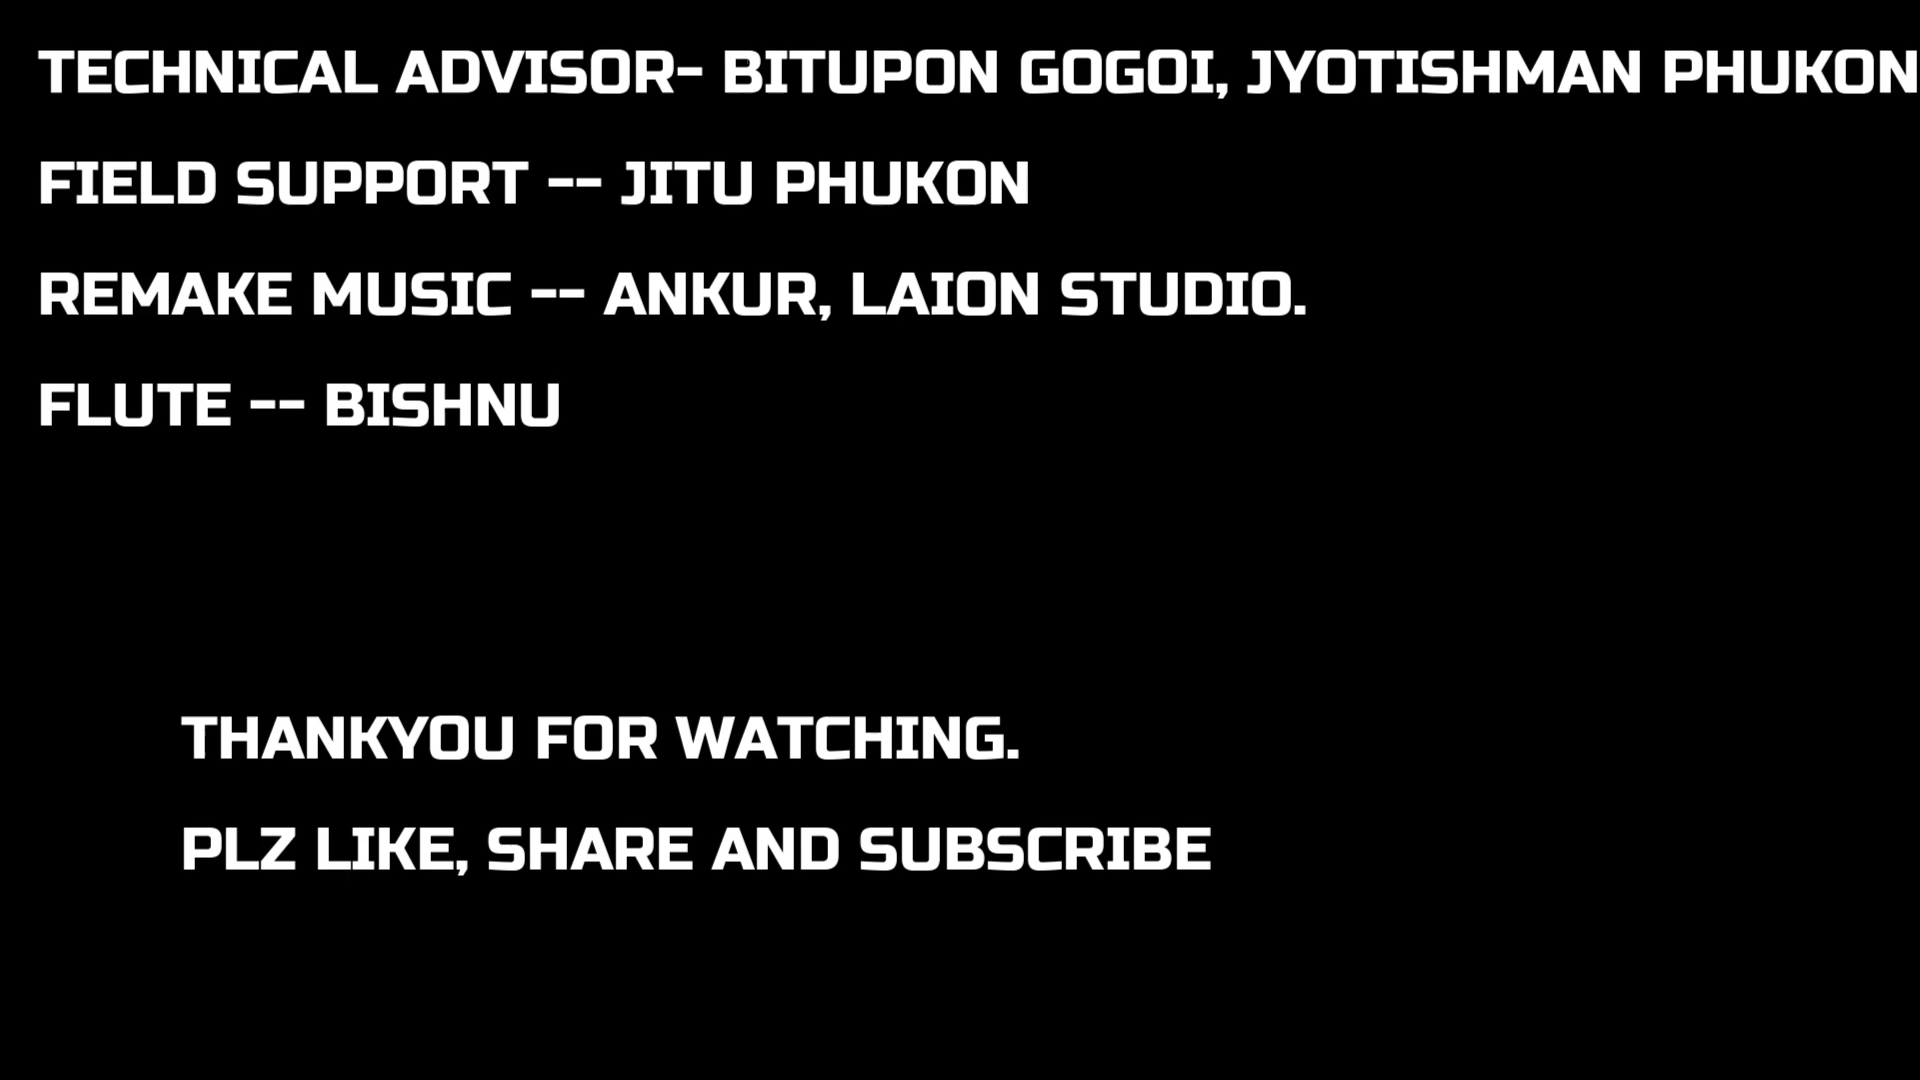 TECHNICAL ADVISOR- BITUPON GOGOI, JYOTISHMAN PHUKON
FIELD SUPPORT -- JITU PHUKON
REMAKE MUSIC -- ANKUR, LAION STUDIO.
FLUTE -- BISHNU
THANKYOU FOR WATCHING.
PLZ LIKE, SHARE AND SUBSCRIBE